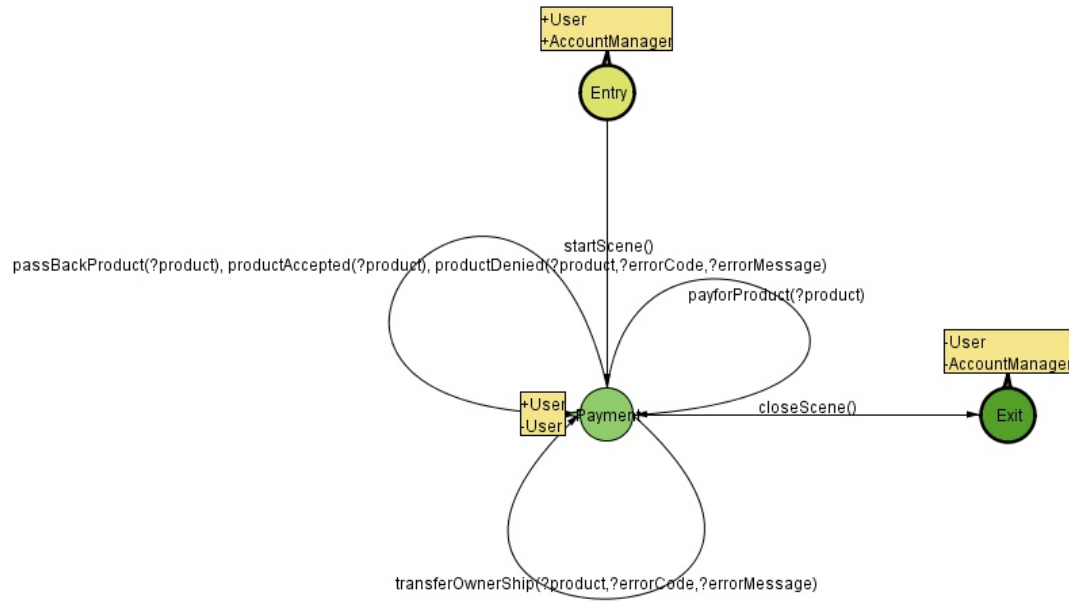 +User
+AccountManager
Entry
startScene()
passBackProduct(?product), productAccepted(?product), productDenied(?product,?errorCode,?errorMessage)
payforProduct(?product)
-User
-AccountManager
+User
-User
Payment
closeScene()
Exit
transferOwnerShip(?product,?errorCode,?errorMessage)